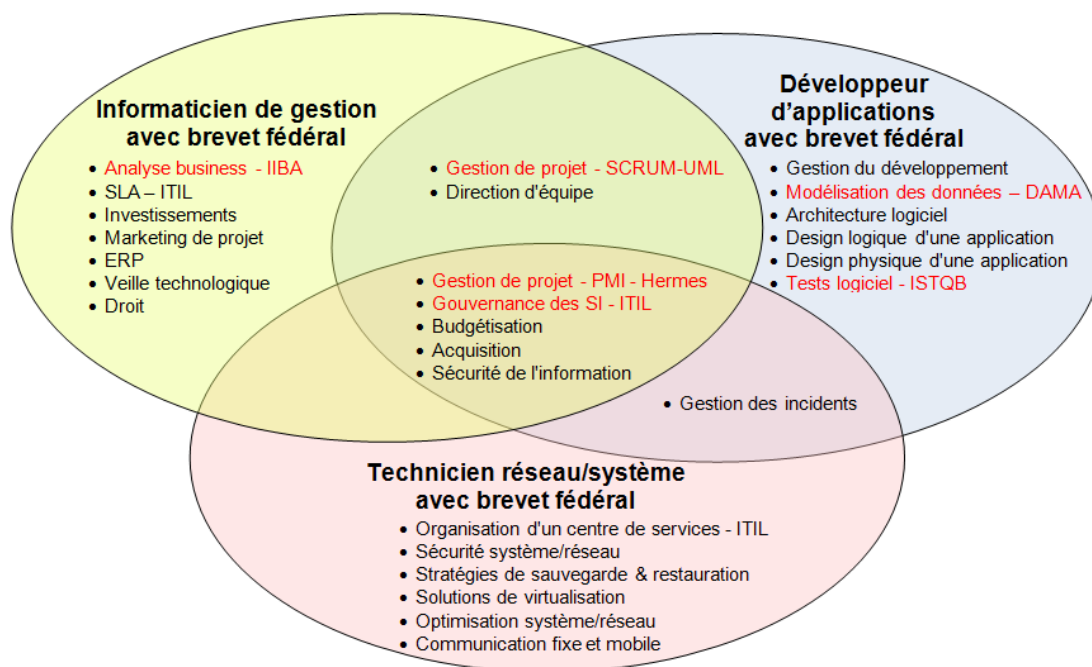 Informaticien de gestion
avec brevet fédéral
• Analyse business - IIBA
• SLA – ITIL
• Investissements
• Marketing de projet
• ERP
• Veille technologique
• Droit
• Gestion de projet - SCRUM-UML
• Direction d'équipe
Développeur
d'applications
avec brevet fédéral
• Gestion du développement
• Modélisation des données – DAMA
• Architecture logiciel
• Design logique d'une application
• Design physique d'une application
• Tests logiciel - ISTQB
• Gestion de projet - PMI - Hermes
• Gouvernance des SI - ITIL
• Budgétisation
• Acquisition
• Sécurité de l'information
• Gestion des incidents
Technicien réseau/système
avec brevet fédéral
• Organisation d'un centre de services - ITIL
• Sécurité système/réseau
• Stratégies de sauvegarde & restauration
• Solutions de virtualisation
• Optimisation système/réseau
• Communication fixe et mobile